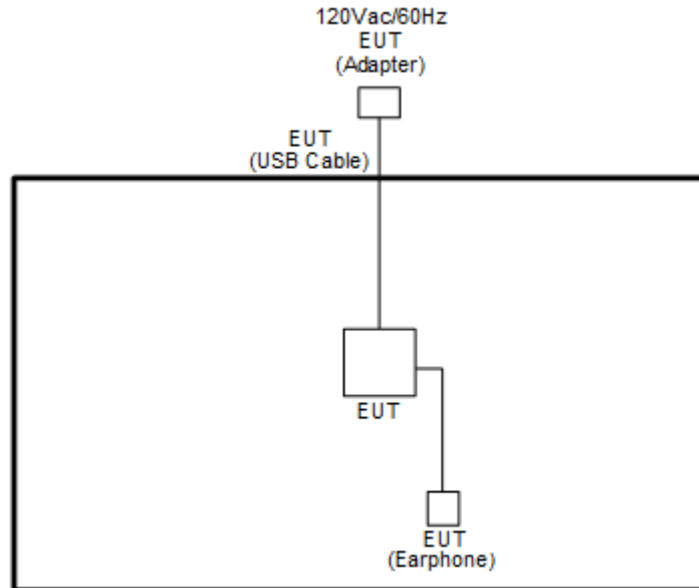 120Vac/60Hz
EUT
(Adapter)
EUT
(USB Cable)
EUT
EUT
(Earphone)